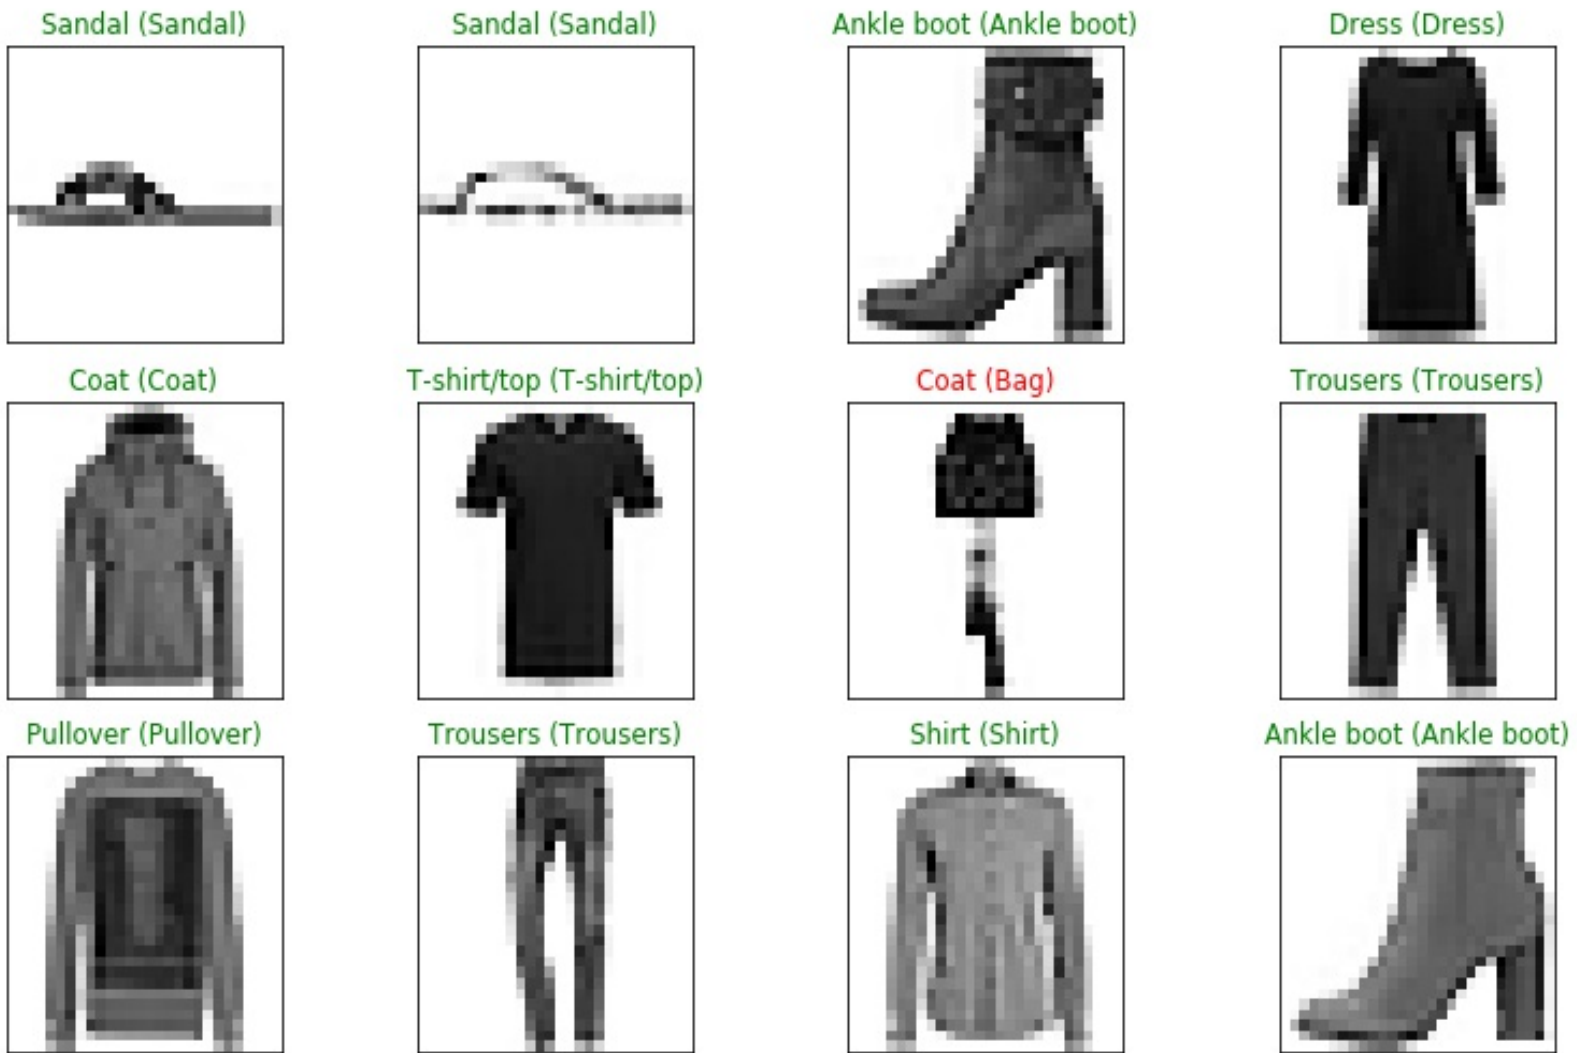 Sandal (Sandal)
Sandal (Sandal)
Ankle boot (Ankle boot)
Dress (Dress)
Coat (Coat)
T-shirt/top (T-shirt/top)
Coat (Bag)
Trousers (Trousers)
Pullover (Pullover)
Trousers (Trousers)
Shirt (Shirt)
Ankle boot (Ankle boot)